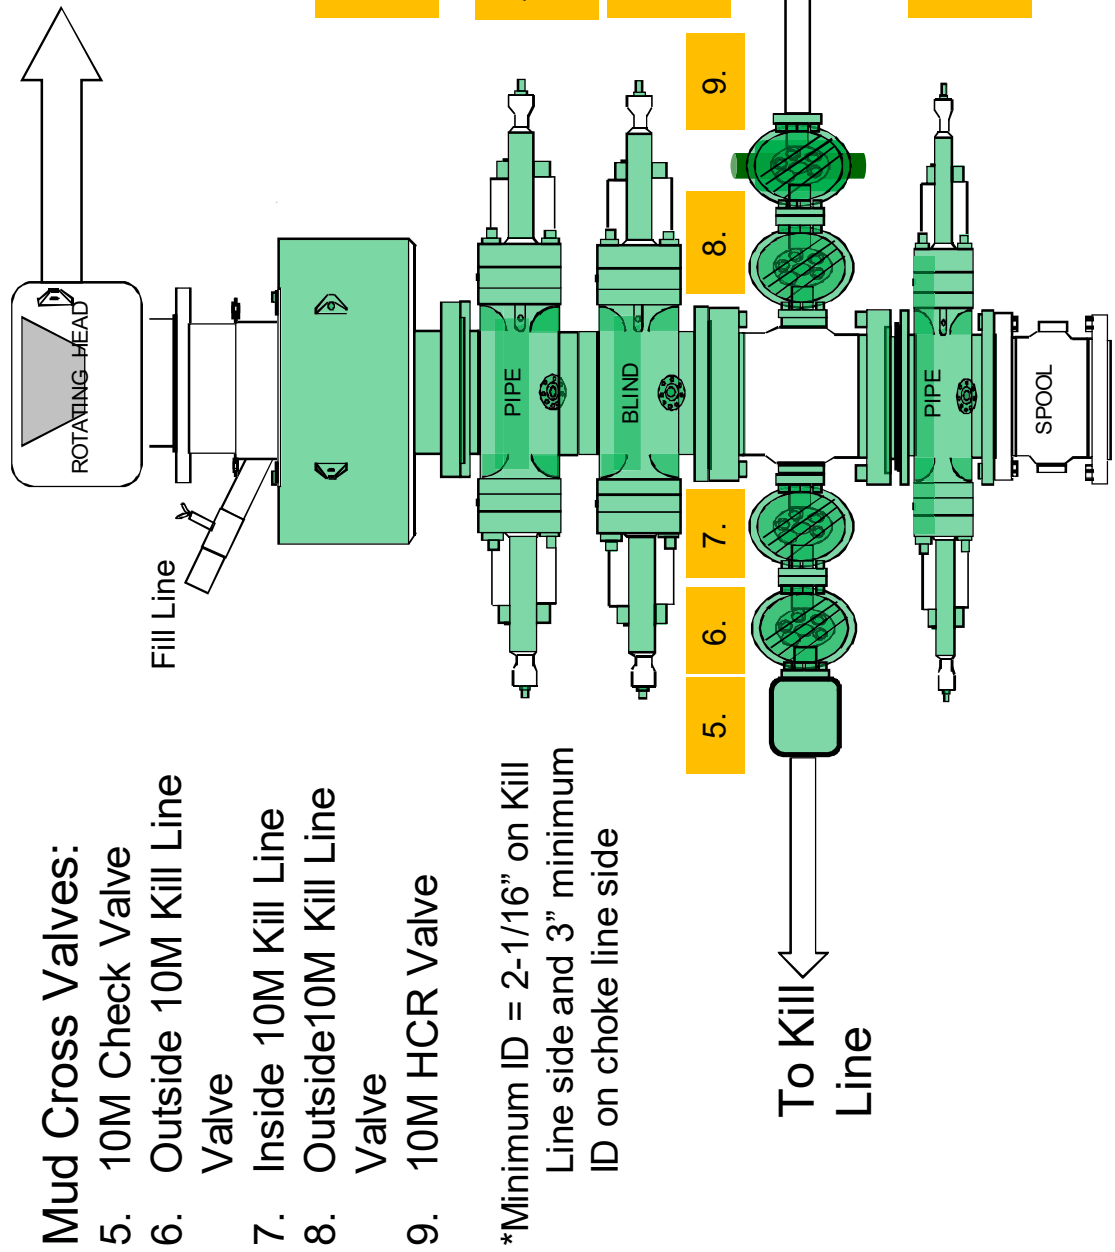 Mud Cross Valves:
5. 10M Check Valve
6. Outside 10M Kill Line
Valve
7. Inside 10M Kill Line
8. Outside10M Kill Line
Valve
9. 10M HCR Valve
*Minimum ID = 2-1/16” on Kill
Line side and 3” minimum
ID on choke line side
To Kill
Line
Fill Line
ROTATING HEAD
PIPE
BLIND
PIPE
SPOOL
5.
6.
7.
8.
9.